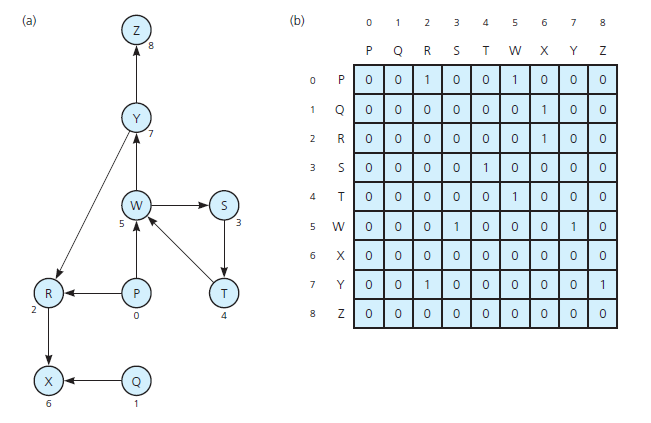 (a)
Z
8
Y
7
W
5
S
3
R
2
P
0
T
4
X
6
Q
1
(b)
0 1 2 3 4 5 6 7 8
P Q R S T W X Y Z
0 P 0 0 1 0 0 1 0 0 0
1 Q 0 0 0 0 0 0 1 0 0
2 R 0 0 0 0 0 0 1 0 0
3 S 0 0 0 0 1 0 0 0 0
4 T 0 0 0 0 0 1 0 0 0
5 W 0 0 0 1 0 0 0 1 0
6 X 0 0 0 0 0 0 0 0 0
7 Y 0 0 1 0 0 0 0 0 1
8 Z 0 0 0 0 0 0 0 0 0